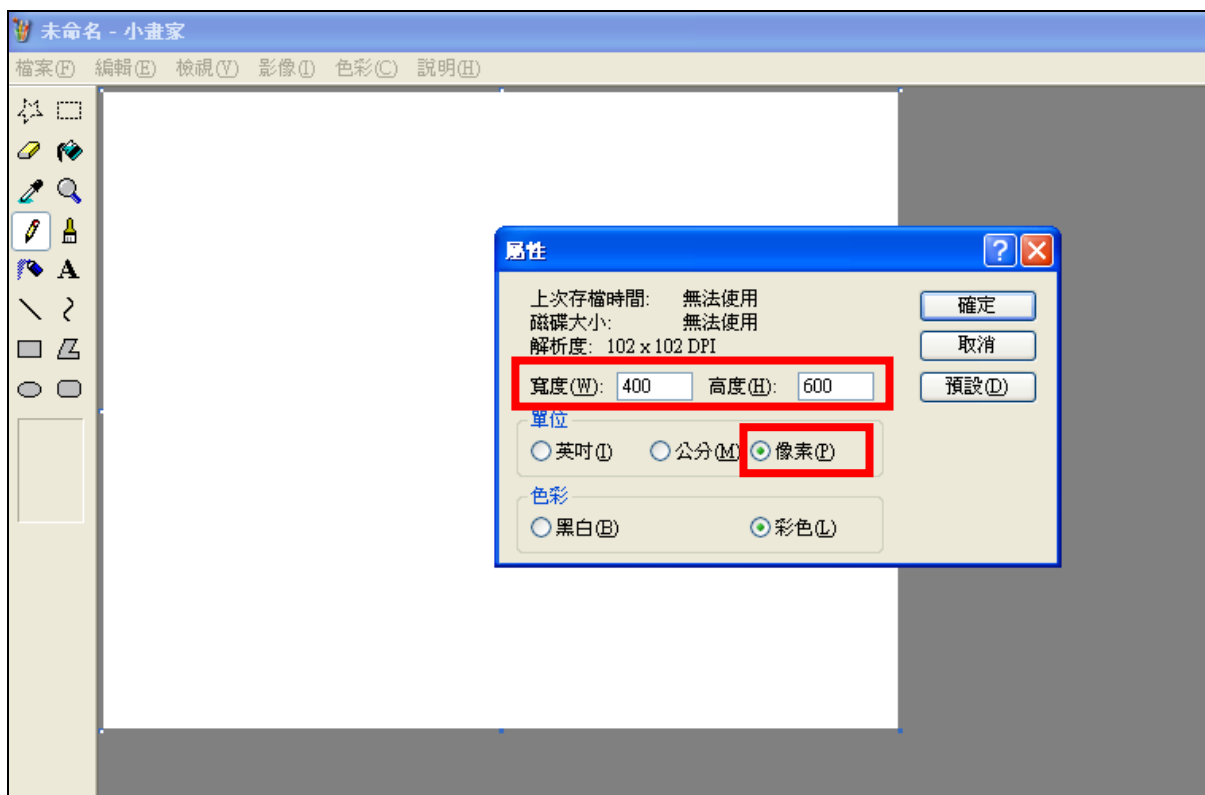 未命名 - 小畫家
檔案(F) 編輯(E) 檢視(V) 影像(I) 色彩(C) 說明(H)
A
屬性
上次存檔時間: 無法使用
磁碟大小: 無法使用
解析度: 102 x 102 DPI
寬度(W): 400 高度(H): 600
單位
英吋(I) 公分(M) 像素(P)
色彩
黑白(B) 彩色(L)
確定
取消
預設(D)